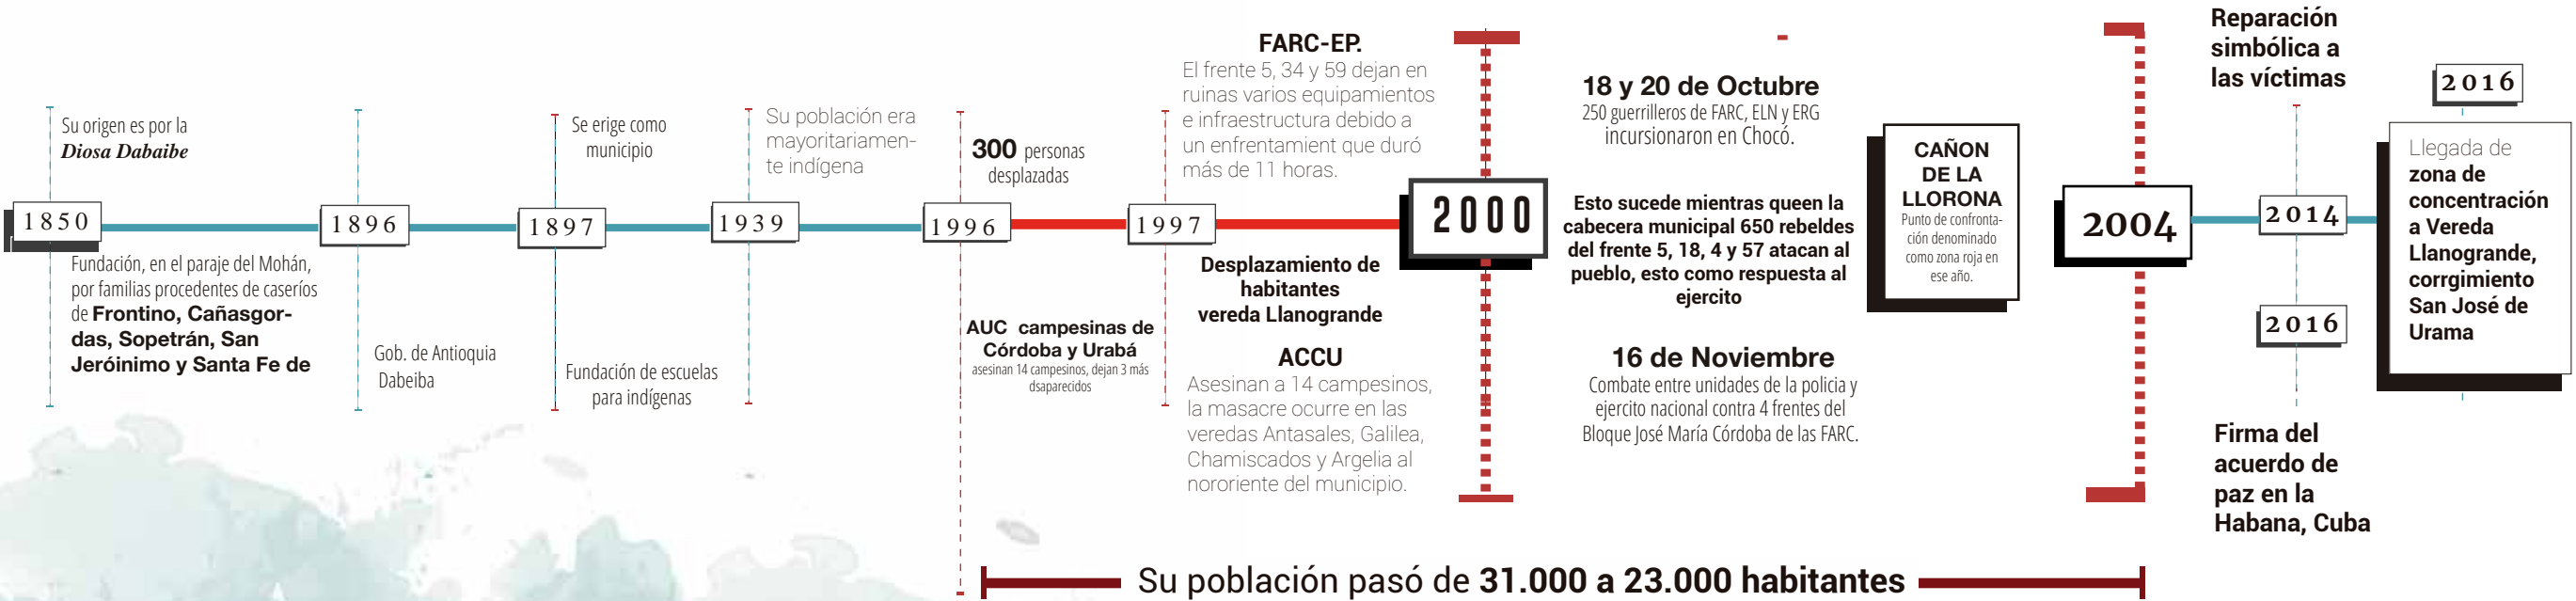 Su origen es por la
Diosa Dabaibe
1850
Fundación, en el paraje del Mohán,
por familias procedentes de caseríos
de Frontino, Cañasgor-
das, Sopetrán, San
Jeróinimo y Santa Fe de
1896
Gob. de Antioquia
Dabeiba
Se erige como
municipio
1897
Fundación de escuelas
para indígenas
Su población era
mayoritariamen-
te indígena
1939
300 personas
desplazadas
1996
AUC campesinas de
Córdoba y Urabá
asesinan 14 campesinos, dejan 3 más
dsaparecidos
1997
FARC-EP.
El frente 5, 34 y 59 dejan en
ruinas varios equipamientos
e infraestructura debido a
un enfrentamient que duró
más de 11 horas.
Desplazamiento de
habitantes
vereda Llanogrande
ACCU
Asesinan a 14 campesinos,
la masacre ocurre en las
veredas Antasales, Galilea,
Chamiscados y Argelia al
nororiente del municipio.
2000
18 y 20 de Octubre
250 guerrilleros de FARC, ELN y ERG
incursionaron en Chocó.
Esto sucede mientras queen la
cabecera municipal 650 rebeldes
del frente 5, 18, 4 y 57 atacan al
pueblo, esto como respuesta al
ejercito
16 de Noviembre
Combate entre unidades de la policia y
ejercito nacional contra 4 frentes del
Bloque José María Córdoba de las FARC.
CAÑON
DE LA
LLORONA
Punto de confronta-
ción denominado
como zona roja en
ese año.
2004
Reparación
simbólica a
las víctimas
2014
2016
Firma del
acuerdo de
paz en la
Habana, Cuba
2016
Llegada de
zona de
concentración
a Vereda
Llanogrande,
corrgimiento
San José de
Urama
Su población pasó de 31.000 a 23.000 habitantes